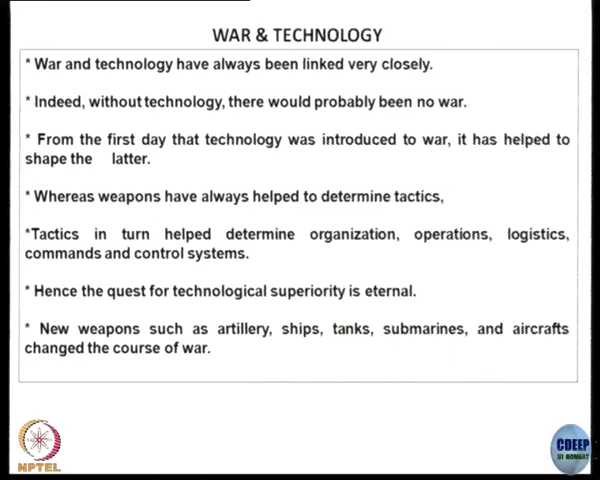 WAR & TECHNOLOGY
* War and technology have always been linked very closely.
* Indeed, without technology, there would probably been no war.
* From the first day that technology was introduced to war, it has helped to
shape the latter.
* Whereas weapons have always helped to determine tactics,
*Tactics in turn helped determine organization, operations, logistics,
commands and control systems.
* Hence the quest for technological superiority is eternal.
* New weapons such as artillery, ships, tanks, submarines, and aircrafts
changed the course of war.
NPTEL
CDEEP
IIT BOMBAY